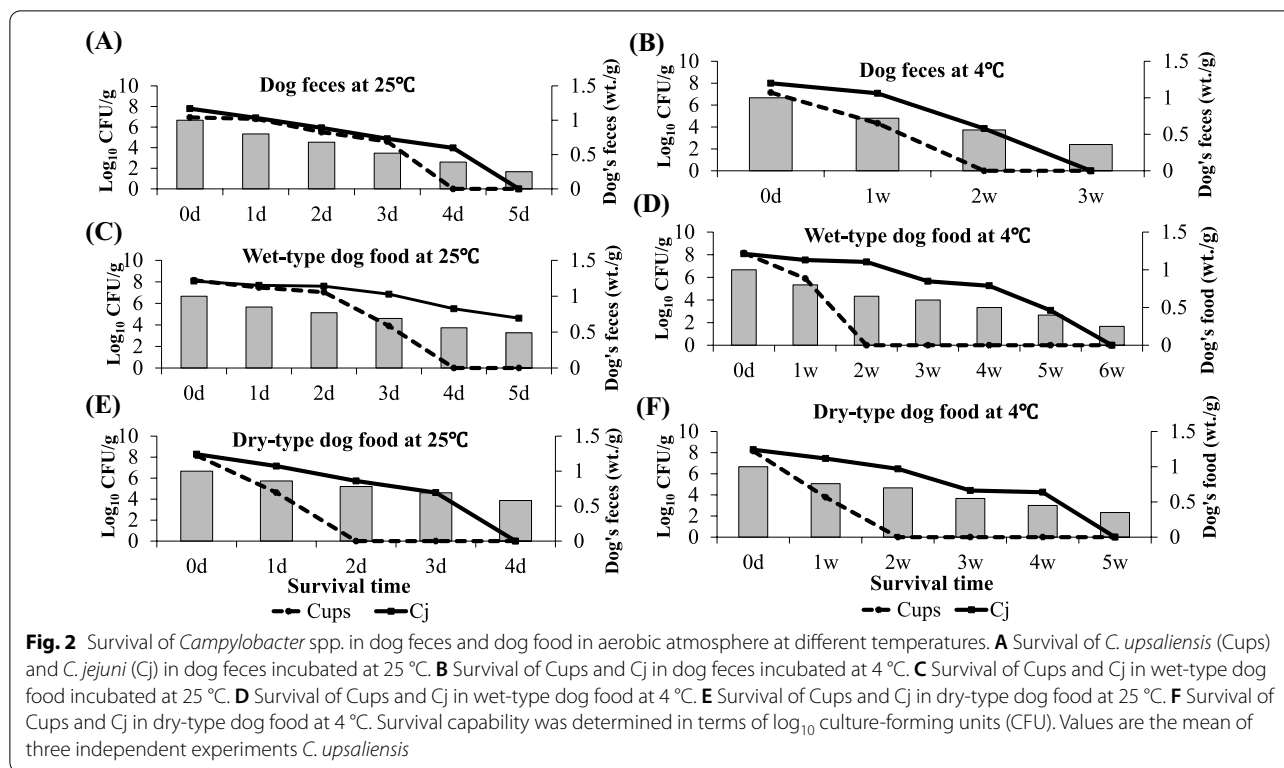 (A)
Dog feces at 25℃
Log10 CFU/g
10
8
6
4
2
0
1.5
1
0.5
0
Dog's feces (wt./g)
0d 1d 2d 3d 4d 5d
(B)
Dog feces at 4℃
Log10 CFU/g
10
8
6
4
2
0
1.5
1
0.5
0
Dog's feces (wt./g)
0d 1w 2w 3w
(C)
Wet-type dog food at 25℃
Log10 CFU/g
10
8
6
4
2
0
1.5
1
0.5
0
Dog's feces (wt./g)
0d 1d 2d 3d 4d 5d
(D)
Wet-type dog food at 4℃
Log10 CFU/g
10
8
6
4
2
0
1.5
1
0.5
0
Dog's food (wt./g)
0d 1w 2w 3w 4w 5w 6w
(E)
Dry-type dog food at 25℃
Log10 CFU/g
10
8
6
4
2
0
1.5
1
0.5
0
Dog's feces (wt./g)
0d 1d 2d 3d 4d
Survival time
Cups Cj
(F)
Dry-type dog food at 4℃
Log10 CFU/g
10
8
6
4
2
0
1.5
1
0.5
0
Dog's food (wt./g)
0d 1w 2w 3w 4w 5w
Survival time
Cups Cj
Fig. 2 Survival of Campylobacter spp. in dog feces and dog food in aerobic atmosphere at different temperatures. A Survival of C. upsaliensis (Cups)
and C. jejuni (Cj) in dog feces incubated at 25 °C. B Survival of Cups and Cj in dog feces incubated at 4 °C. C Survival of Cups and Cj in wet-type dog
food incubated at 25 °C. D Survival of Cups and Cj in wet-type dog food at 4 °C. E Survival of Cups and Cj in dry-type dog food at 25 °C. F Survival of
Cups and Cj in dry-type dog food at 4 °C. Survival capability was determined in terms of log10 culture-forming units (CFU). Values are the mean of
three independent experiments C. upsaliensis